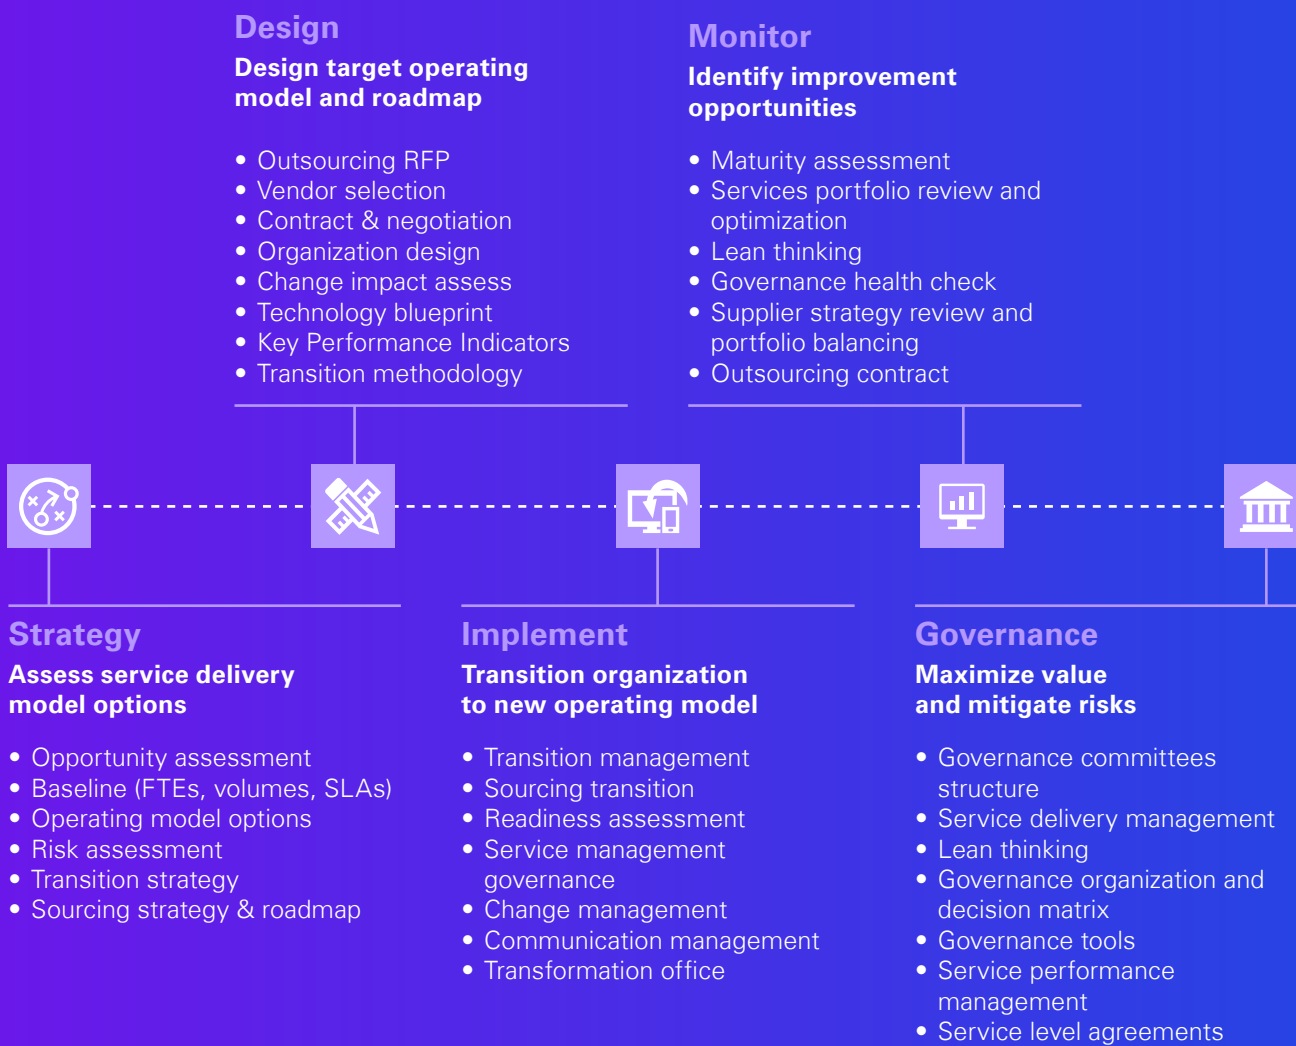 Design
Design target operating
model and roadmap
• Outsourcing RFP
• Vendor selection
• Contract & negotiation
• Organization design
• Change impact assess
• Technology blueprint
• Key Performance Indicators
• Transition methodology
Monitor
Identify improvement
opportunities
• Maturity assessment
• Services portfolio review and
optimization
• Lean thinking
• Governance health check
• Supplier strategy review and
portfolio balancing
• Outsourcing contract
Strategy
Assess service delivery
model options
• Opportunity assessment
• Baseline (FTEs, volumes, SLAs)
• Operating model options
• Risk assessment
• Transition strategy
• Sourcing strategy & roadmap
Implement
Transition organization
to new operating model
• Transition management
• Sourcing transition
• Readiness assessment
• Service management
governance
• Change management
• Communication management
• Transformation office
Governance
Maximize value
and mitigate risks
• Governance committees
structure
• Service delivery management
• Lean thinking
• Governance organization and
decision matrix
• Governance tools
• Service performance
management
• Service level agreements